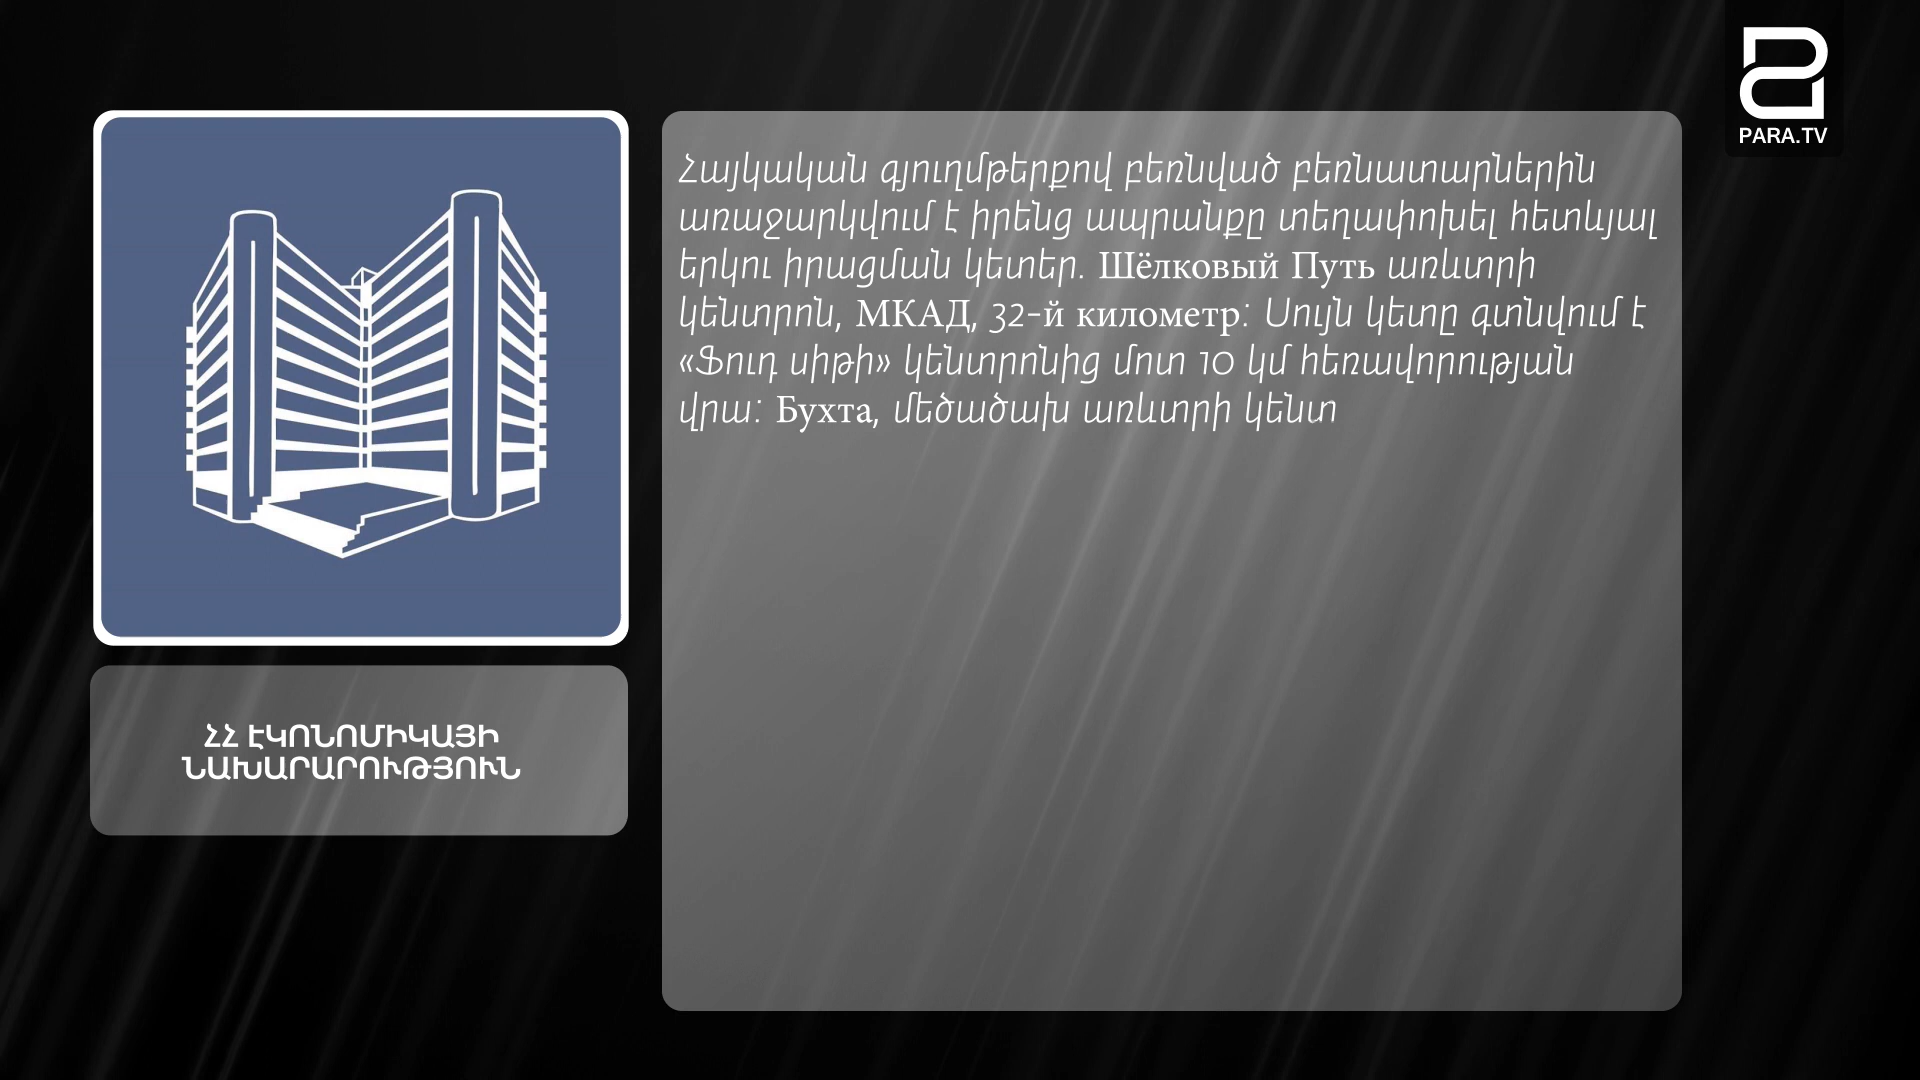 PARA.TV
Հայկական գյուղմթերքով բեռնված բեռնատարներին
առաջարկվում է իրենց ապրանքը տեղափոխել հետևյալ
երկու իրացման կետեր. Шёлковый Путь առևտրի
կենտրոն, МКАД, 32-й километр: Սույն կետը գտնվում է
«Ֆուդ սիթի» կենտրոնից մոտ 10 կմ հեռավորության
վրա: Бухта, մեծածախ առևտրի կենտ
ՀՀ ԷԿՈՆՈՄԻԿԱՅԻ
ՆԱԽԱՐԱՐՈՒԹՅՈՒՆ